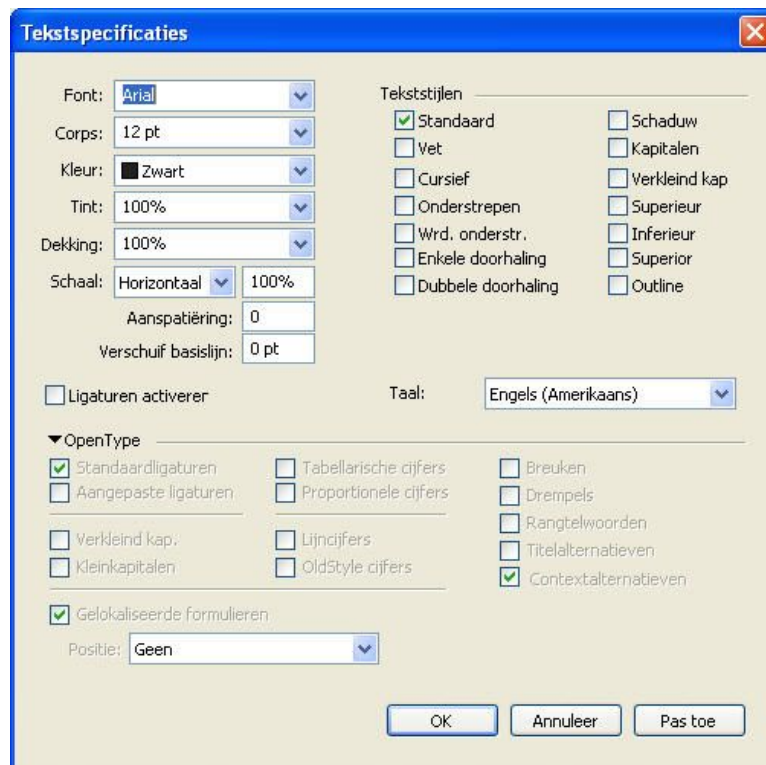 Tekstspecificaties
Font: Arial
Corps: 12 pt
Kleur: Zwart
Tint: 100%
Dekking: 100%
Schaal: Horizontaal 100%
Aanspatiëring: 0
Verschuif basislijn: 0 pt
Tekststijlen
Standaard
Vet
Cursief
Onderstrepen
Wrd. onderstr.
Enkele doorhaling
Dubbele doorhaling
Schaduw
Kapitalen
Verkleind kap
Superieur
Inferieur
Superior
Outline
Ligaturen activerer
Taal: Engels (Amerikaans)
OpenType
Standaardligaturen
Aangepaste ligaturen
Verkleind kap.
Kleinkapitalen
Tabellarische cijfers
Proportionele cijfers
Lijncijfers
OldStyle cijfers
Breuken
Drempels
Rangtelwoorden
Titelalternatieven
Contextalternatieven
Gelokaliseerde formulieren
Positie: Geen
OK Annuleer Pas toe